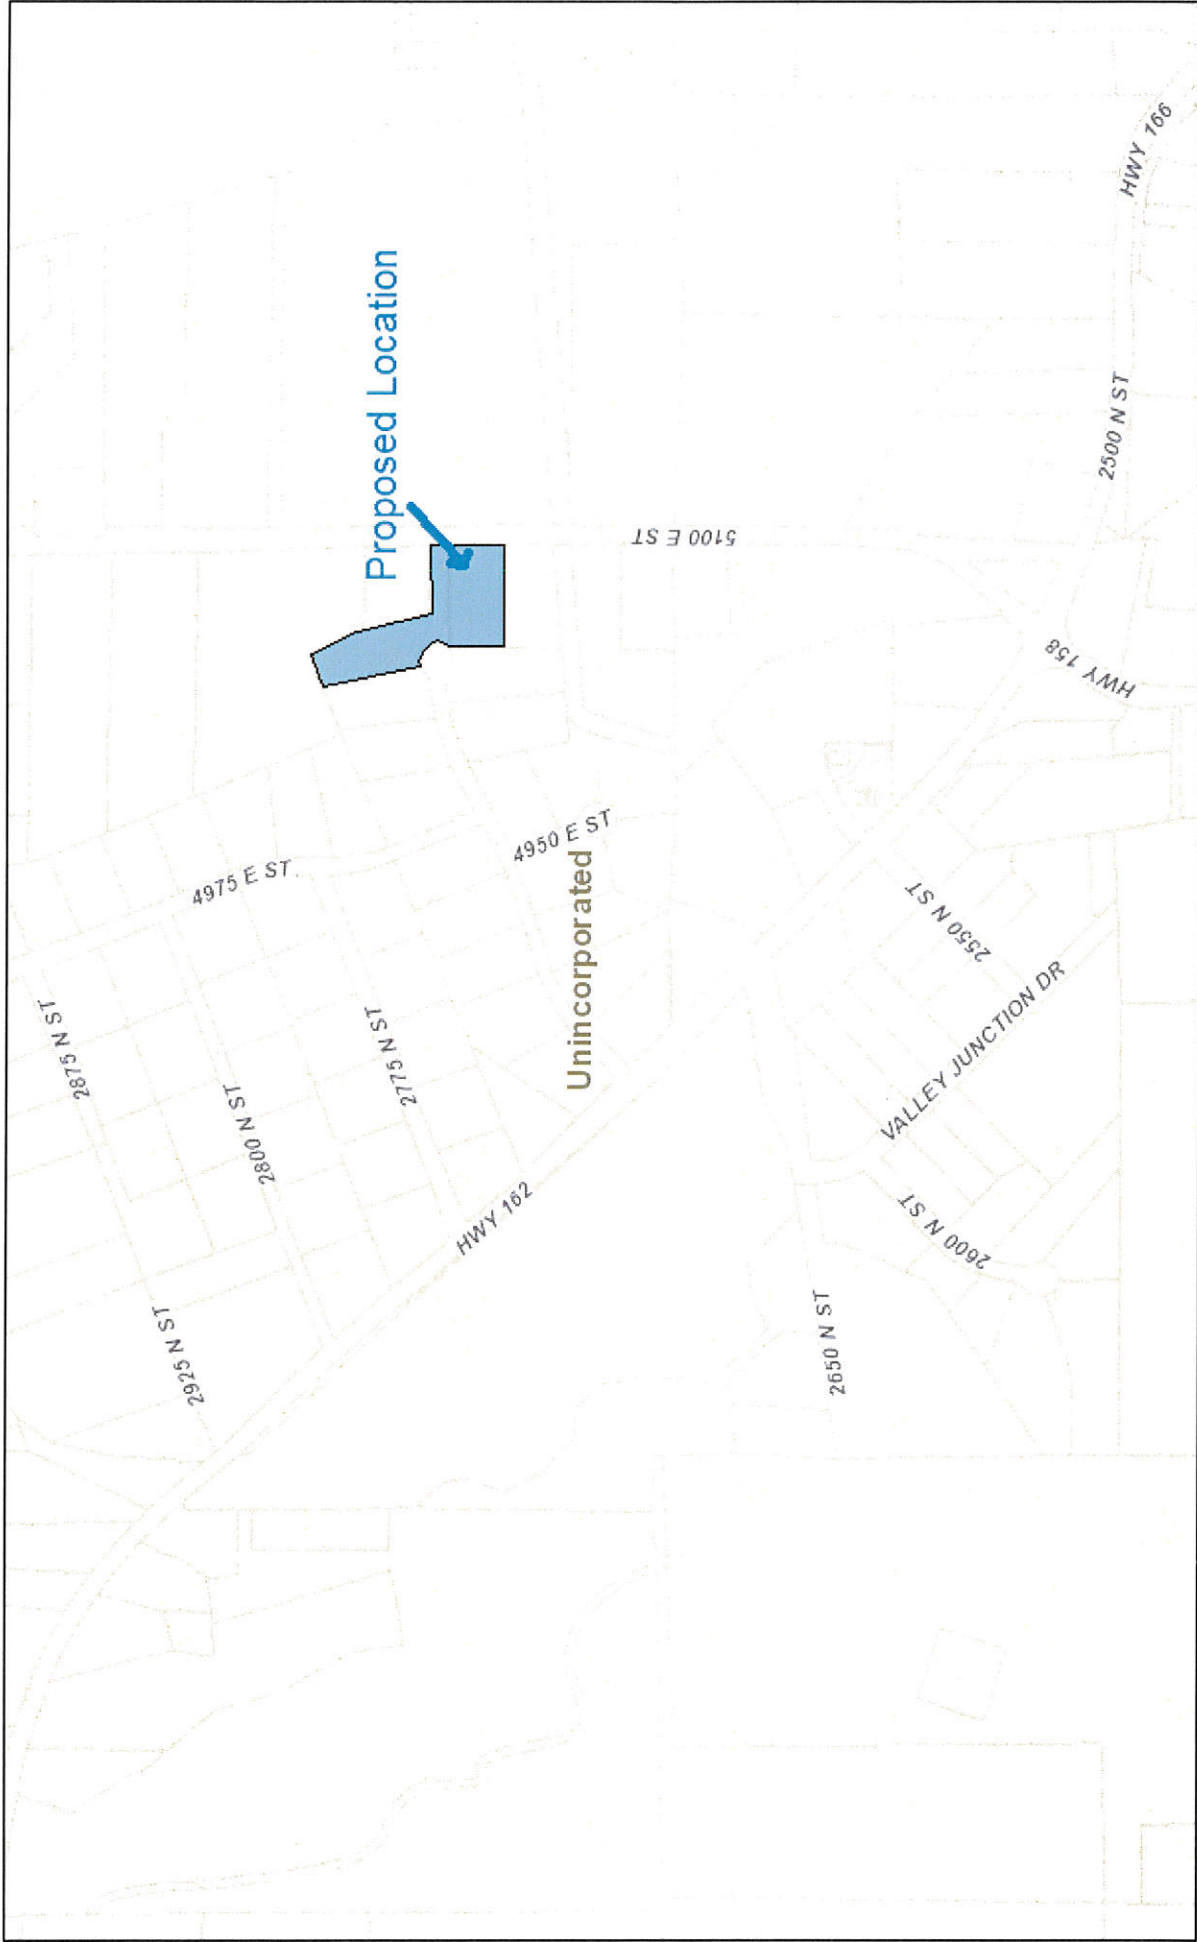 2875 N ST
2925 N ST
2800 N ST
4975 E ST
2775 N ST
Proposed Location
HWY 162
4950 E ST
Unincorporated
5100 E ST
2650 N ST
2600 N ST
VALLEY JUNCTION DR
2550 N ST
HWY 158
2500 N ST
HWY 166